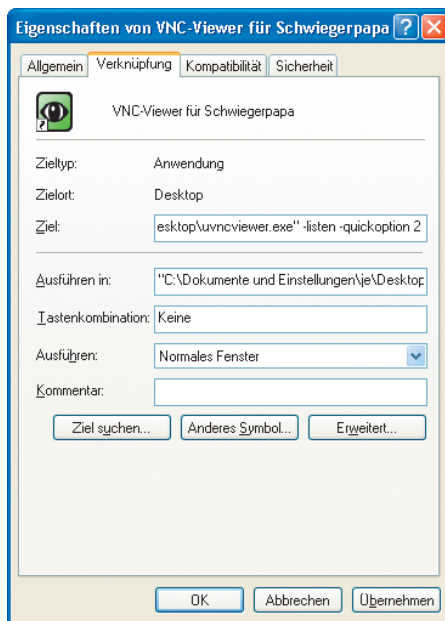 Eigenschaften von VNC-Viewer für Schwiegerpapa
Allgemein Verknüpfung Kompatibilität Sicherheit
VNC-Viewer für Schwiegerpapa
Zieltyp: Anwendung
Zielort: Desktop
Ziel: esktop\uvncviewer.exe" -listen -quickoption 2
Ausführen in: "C:\Dokumente und Einstellungen\je\Desktop
Tastenkombination: Keine
Ausführen: Normales Fenster
Kommentar:
Ziel suchen... Anderes Symbol... Erweitert...
OK Abbrechen Übernehmen